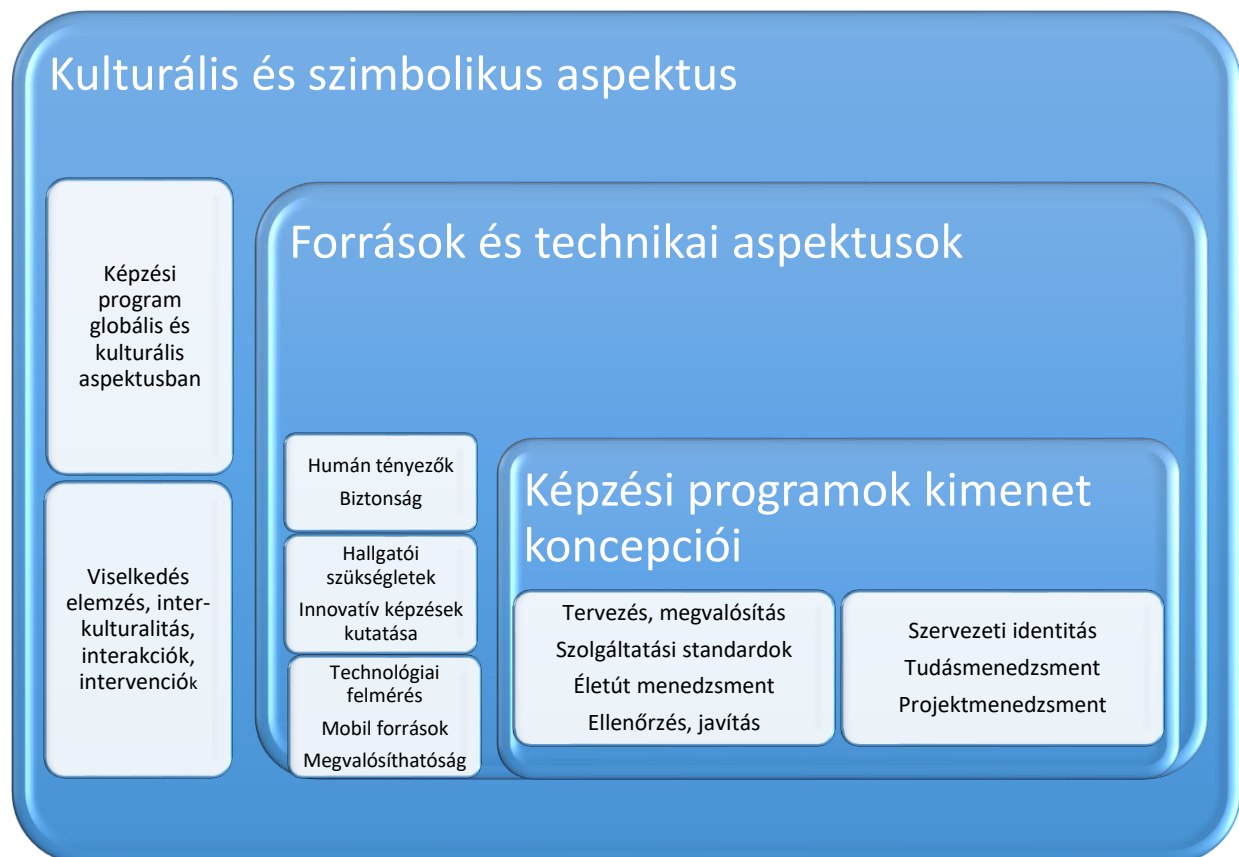 Kulturális és szimbolikus aspektus
Képzési
program
globális és
kulturális
aspektusban
Viselkedés
elemzés, inter-
kulturalitás,
interakciók,
intervenciók
Források és technikai aspektusok
Humán tényezők
Biztonság
Hallgatói
szükségletek
Innovatív képzések
kutatása
Technológiai
felmérés
Mobil források
Megvalósíthatóság
Képzési programok kimenet
koncepciói
Tervezés, megvalósítás
Szolgáltatási standardok
Életút menedzsment
Ellenőrzés, javítás
Szervezeti identitás
Tudásmenedzsment
Projektmenedzsment